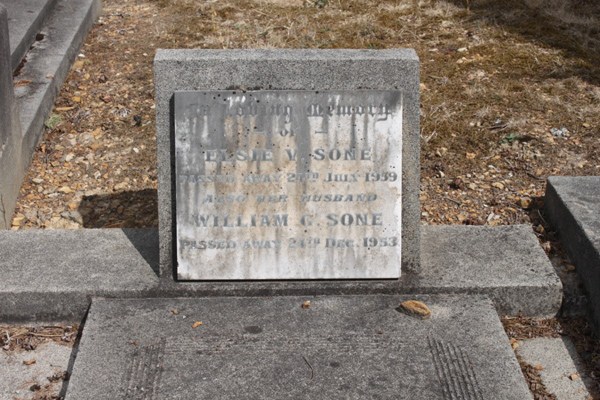 In Loving Memory
- of -
ELSIE V. SONE
PASSED AWAY 20TH JULY 1939
ALSO HER HUSBAND
WILLIAM G. SONE
PASSED AWAY 24TH DEC. 1953